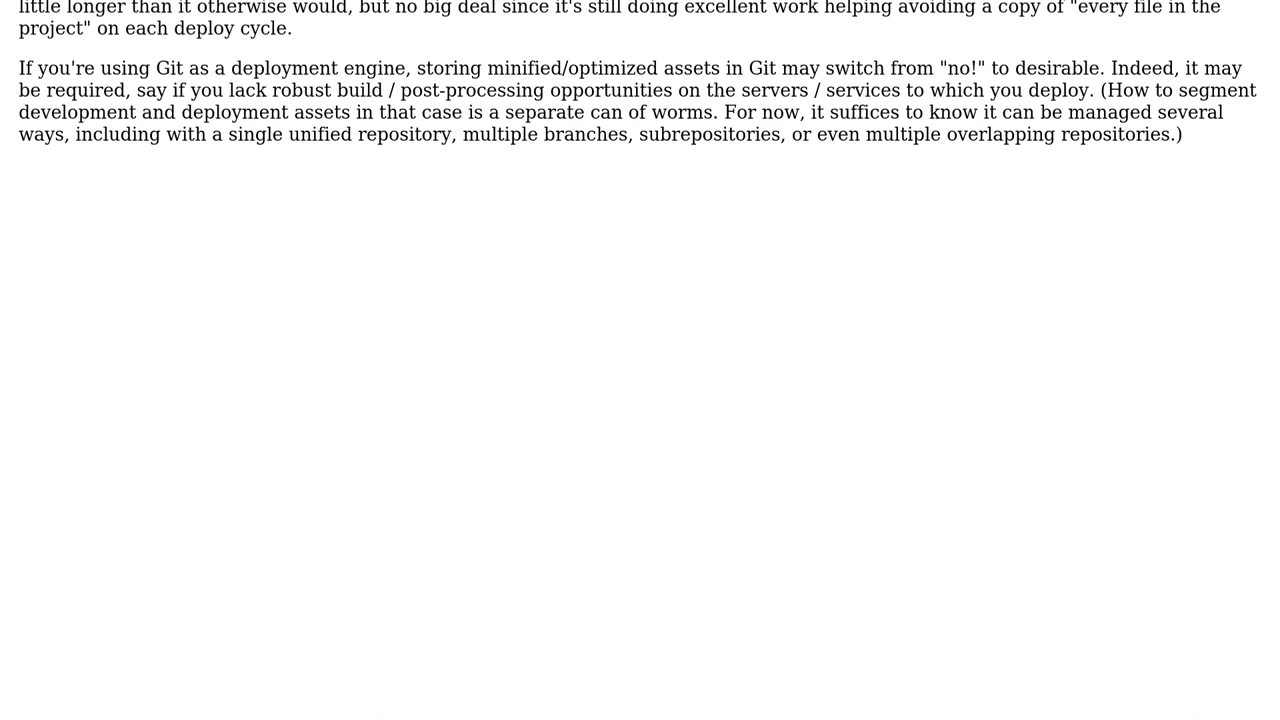 little longer than it otherwise would, but no big deal since it's still doing excellent work helping avoiding a copy of "every file in the
project" on each deploy cycle.
If you're using Git as a deployment engine, storing minified/optimized assets in Git may switch from "no!" to desirable. Indeed, it may
be required, say if you lack robust build / post-processing opportunities on the servers / services to which you deploy. (How to segment
development and deployment assets in that case is a separate can of worms. For now, it suffices to know it can be managed several
ways, including with a single unified repository, multiple branches, subrepositories, or even multiple overlapping repositories.)